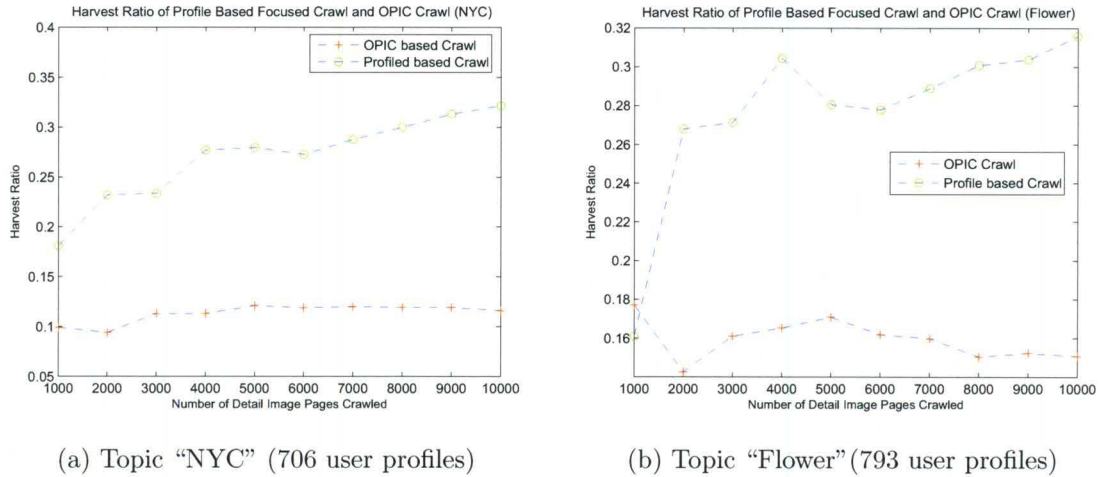 Harvest Ratio of Profile Based Focused Crawl and OPIC Crawl (NYC)
0.4
0.35
0.3
0.25
0.2
0.15
0.1
0.05
Harvest Ratio
OPIC based Crawl
Profiled based Crawl
1000 2000 3000 4000 5000 6000 7000 8000 9000 10000
Number of Detail Image Pages Crawled
(a) Topic “NYC” (706 user profiles)
Harvest Ratio of Profile Based Focused Crawl and OPIC Crawl (Flower)
0.32
0.3
0.28
0.26
0.24
0.22
0.2
0.18
0.16
Harvest Ratio
OPIC Crawl
Profile based Crawl
1000 2000 3000 4000 5000 6000 7000 8000 9000 10000
Number of Detail Image Pages Crawled
(b) Topic “Flower”(793 user profiles)